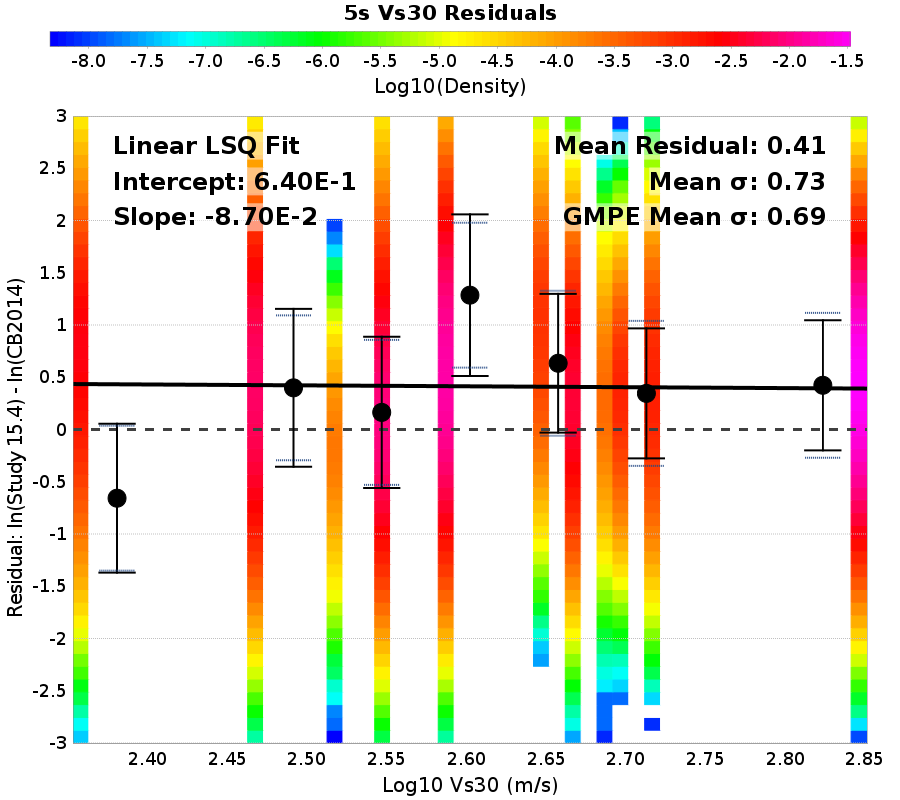 5s Vs30 Residuals
-8.0 -7.5 -7.0 -6.5 -6.0 -5.5 -5.0 -4.5 -4.0 -3.5 -3.0 -2.5 -2.0 -1.5
Log10(Density)
Linear LSQ Fit
Intercept: 6.40E-1
Slope: -8.70E-2
Mean Residual: 0.41
Mean σ: 0.73
GMPE Mean σ: 0.69
Residual: ln(Study 15.4) - ln(CB2014)
3
2.5
2
1.5
1
0.5
0
-0.5
-1
-1.5
-2
-2.5
-3
2.40 2.45 2.50 2.55 2.60 2.65 2.70 2.75 2.80 2.85
Log10 Vs30 (m/s)